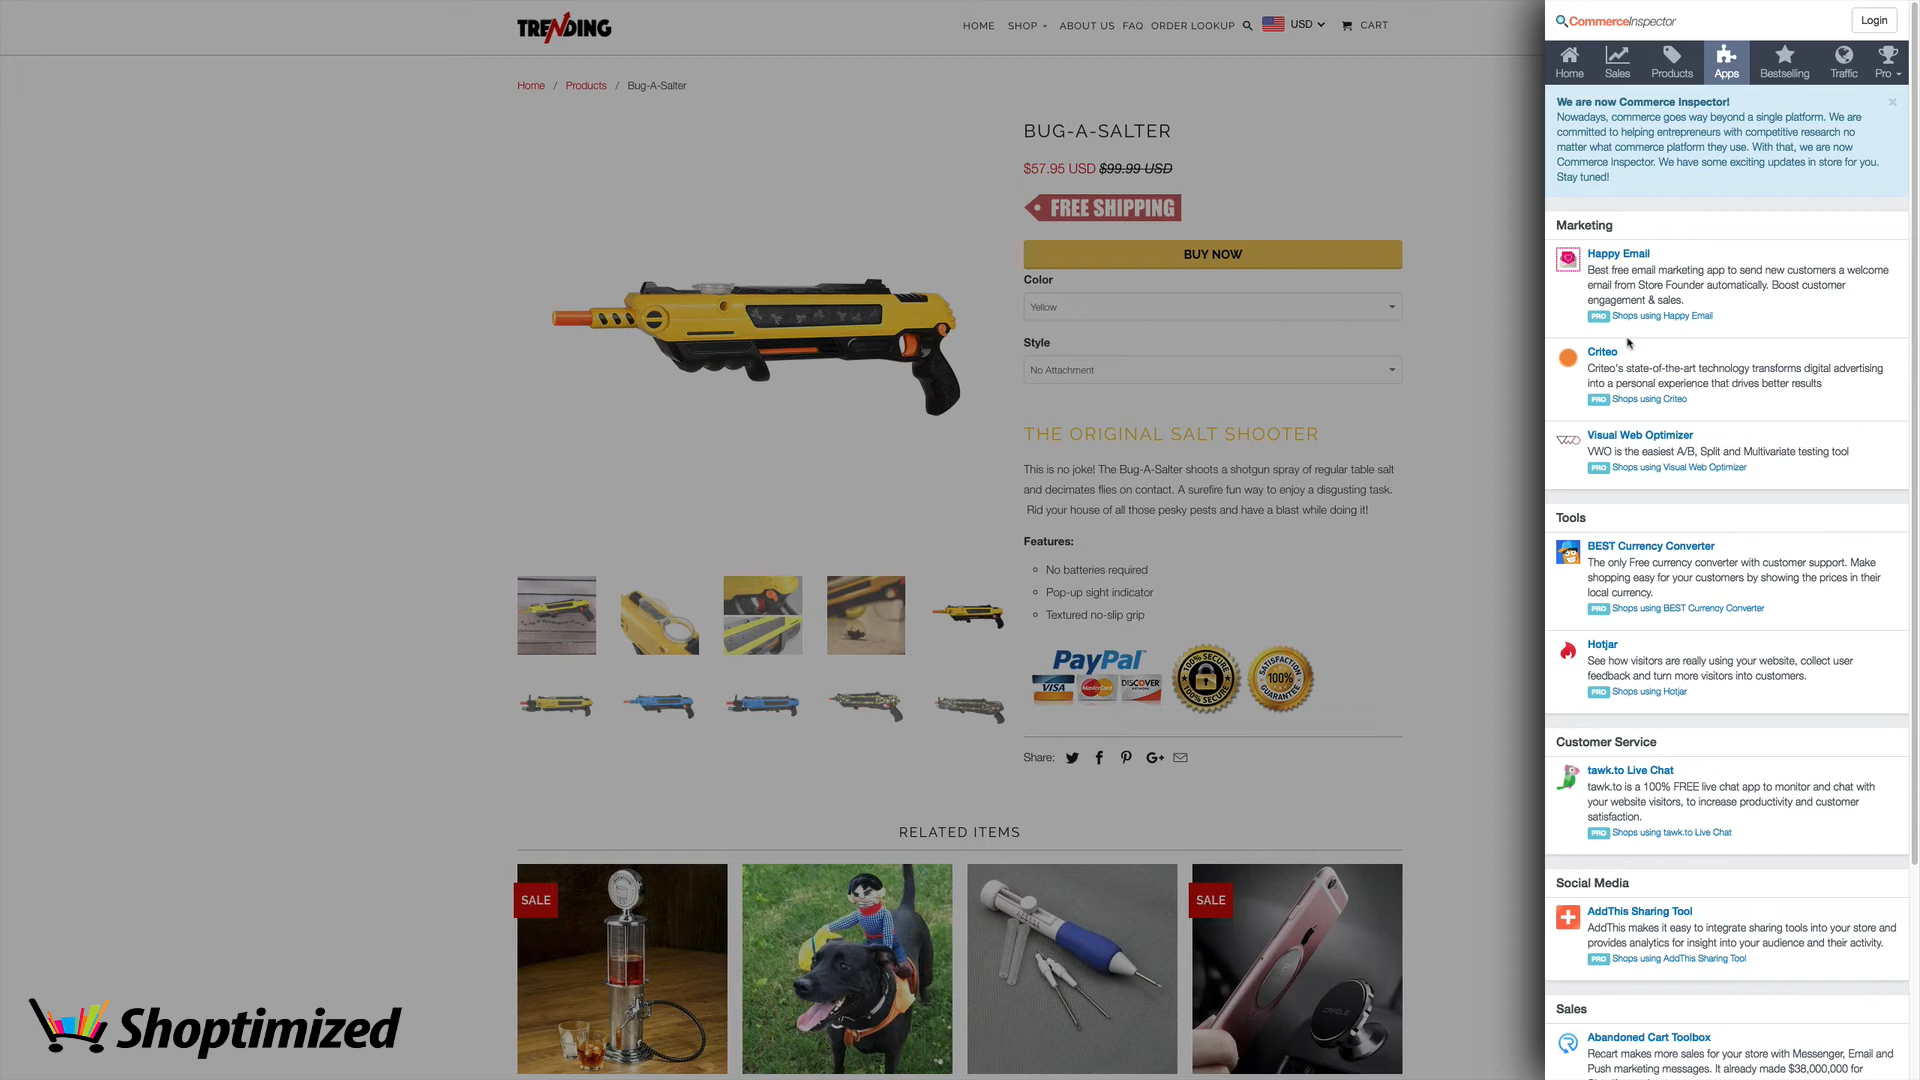 TRENDING
HOME SHOP ABOUT US FAQ ORDER LOOKUP USD CART
Home / Products / Bug-A-Salter
BUG-A-SALTER
$57.95 USD $99.99 USD
FREE SHIPPING
BUY NOW
Color
Yellow
Style
No Attachment
THE ORIGINAL SALT SHOOTER
This is no joke! The Bug-A-Salter shoots a shotgun spray of regular table salt
and decimates flies on contact. A surefire fun way to enjoy a disgusting task.
Rid your house of all those pesky pests and have a blast while doing it!
Features:
No batteries required
Pop-up sight indicator
Textured no-slip grip
PayPal
VISA MasterCard DISCOVER
100% SECURE
100% SECURE
SATISFACTION
100%
GUARANTEE
Share:
RELATED ITEMS
SALE
SALE
Shoptimized
CommerceInspector
Login
Home Sales Products Apps Bestselling Traffic Pro
We are now Commerce Inspector!
Nowadays, commerce goes way beyond a single platform. We are
committed to helping entrepreneurs with competitive research no
matter what commerce platform they use. With that, we are now
Commerce Inspector. We have some exciting updates in store for you.
Stay tuned!
Marketing
Happy Email
Best free email marketing app to send new customers a welcome
email from Store Founder automatically. Boost customer
engagement & sales.
PRO Shops using Happy Email
Criteo
Criteo's state-of-the-art technology transforms digital advertising
into a personal experience that drives better results
PRO Shops using Criteo
Visual Web Optimizer
VWO is the easiest A/B, Split and Multivariate testing tool
PRO Shops using Visual Web Optimizer
Tools
BEST Currency Converter
The only Free currency converter with customer support. Make
shopping easy for your customers by showing the prices in their
local currency.
PRO Shops using BEST Currency Converter
Hotjar
See how visitors are really using your website, collect user
feedback and turn more visitors into customers.
PRO Shops using Hotjar
Customer Service
tawk.to Live Chat
tawk.to is a 100% FREE live chat app to monitor and chat with
your website visitors, to increase productivity and customer
satisfaction.
PRO Shops using tawk.to Live Chat
Social Media
AddThis Sharing Tool
AddThis makes it easy to integrate sharing tools into your store and
provides analytics for insight into your audience and their activity.
PRO Shops using AddThis Sharing Tool
Sales
Abandoned Cart Toolbox
Recart makes more sales for your store with Messenger, Email and
Push marketing messages. It already made $38,000,000 for